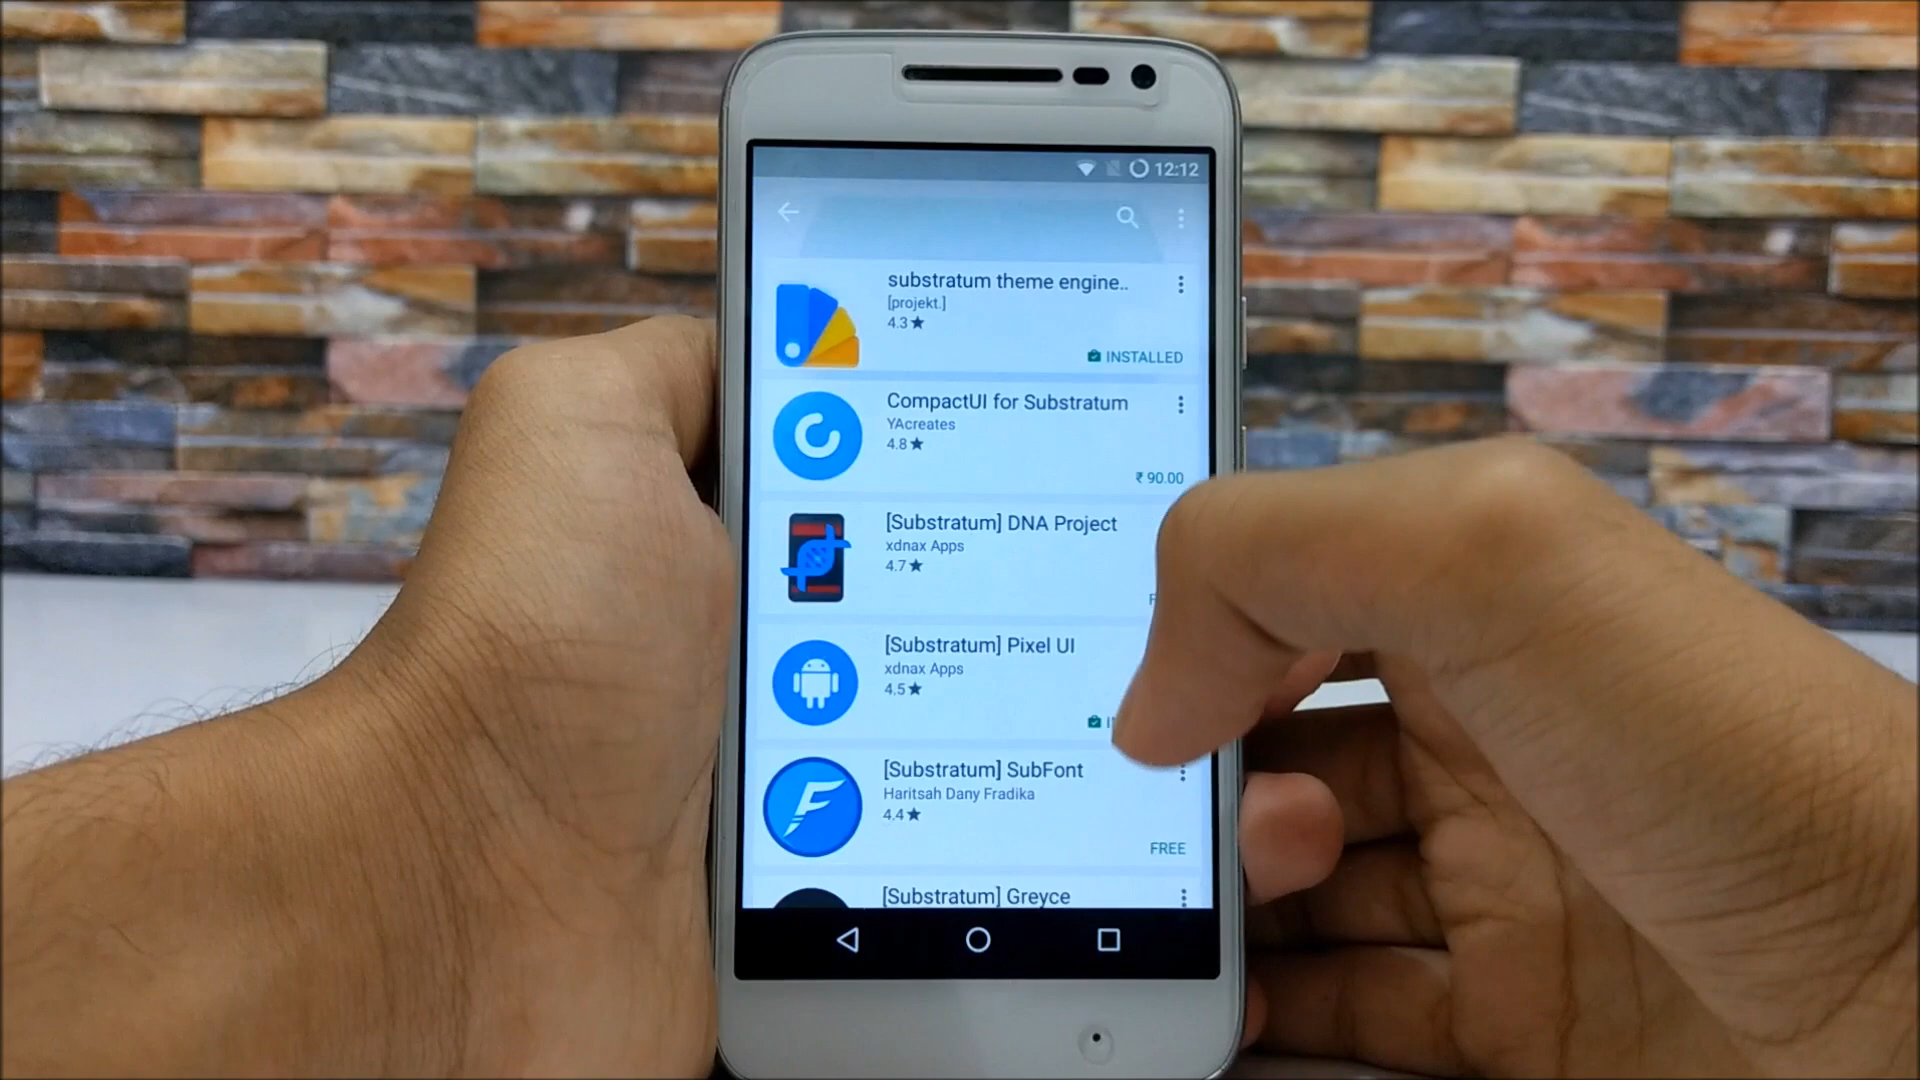 12:12
substratum theme engine..
[projekt.]
4.3★
INSTALLED
CompactUI for Substratum
YAcreates
4.8★
₹ 90.00
[Substratum] DNA Project
xdnax Apps
4.7★
[Substratum] Pixel UI
xdnax Apps
4.5★
[Substratum] SubFont
Haritsah Dany Fradika
4.4★
FREE
[Substratum] Greyce